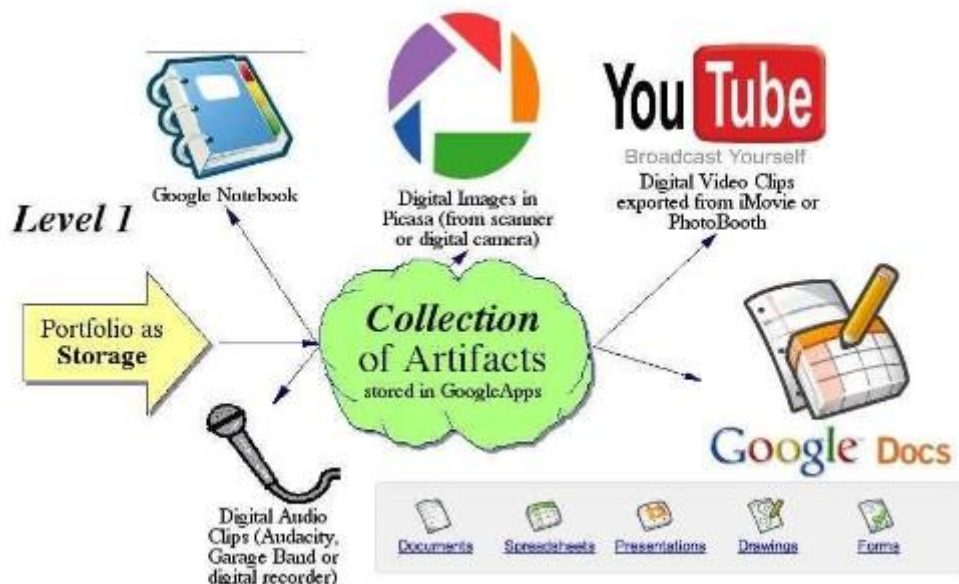 Google Notebook
Level 1
Digital Images in
Picasa (from scanner
or digital camera)
You Tube
Broadcast Yourself
Digital Video Clips
exported from iMovie or
PhotoBooth
Portfolio as
Storage
Collection
of Artifacts
stored in GoogleApps
Digital Audio
Clips (Audacity,
Garage Band or
digital recorder)
Google Docs
Documents Spreadsheets Presentations Drawings Forms